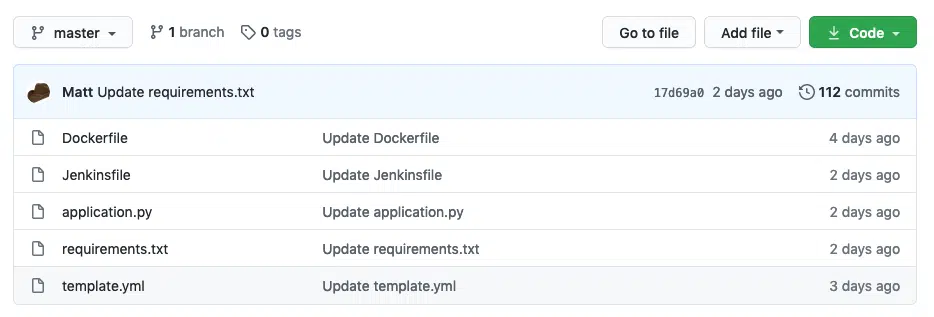 master 1 branch 0 tags Go to file Add file Code
Matt Update requirements.txt 17d69a0 2 days ago 112 commits
Dockerfile Update Dockerfile 4 days ago
Jenkinsfile Update Jenkinsfile 2 days ago
application.py Update application.py 2 days ago
requirements.txt Update requirements.txt 2 days ago
template.yml Update template.yml 3 days ago